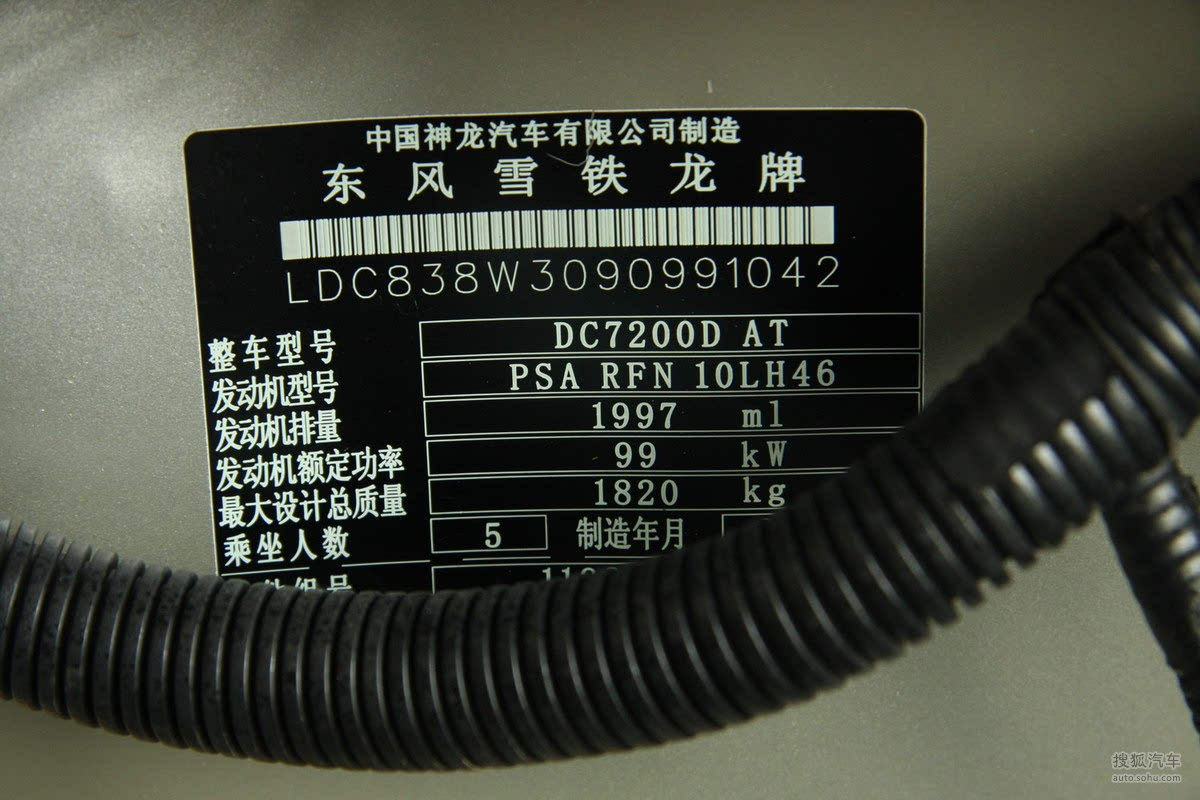 中国神龙汽车有限公司制造
东风雪铁龙牌
LDC838W3090991042
整车型号 DC7200D AT
发动机型号 PSA RFN 10LH46
发动机排量 1997 ml
发动机额定功率 99 kW
最大设计总质量 1820 kg
乘坐人数 5 制造年月
搜狐汽车
auto.sohu.com